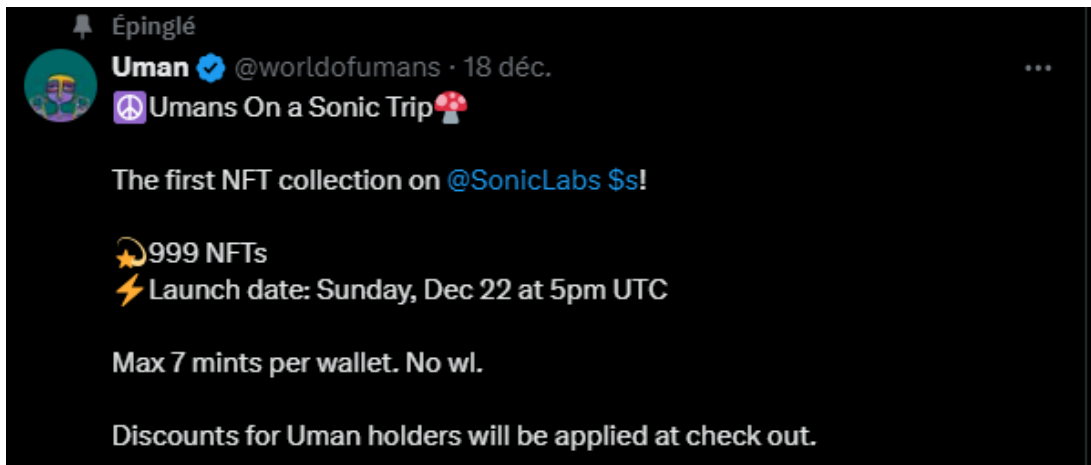 Épinglé
Uman @worldofumans · 18 déc.
☮️Umans On a Sonic Trip🍄
The first NFT collection on @SonicLabs $s!
💫999 NFTs
⚡Launch date: Sunday, Dec 22 at 5pm UTC
Max 7 mints per wallet. No wl.
Discounts for Uman holders will be applied at check out.